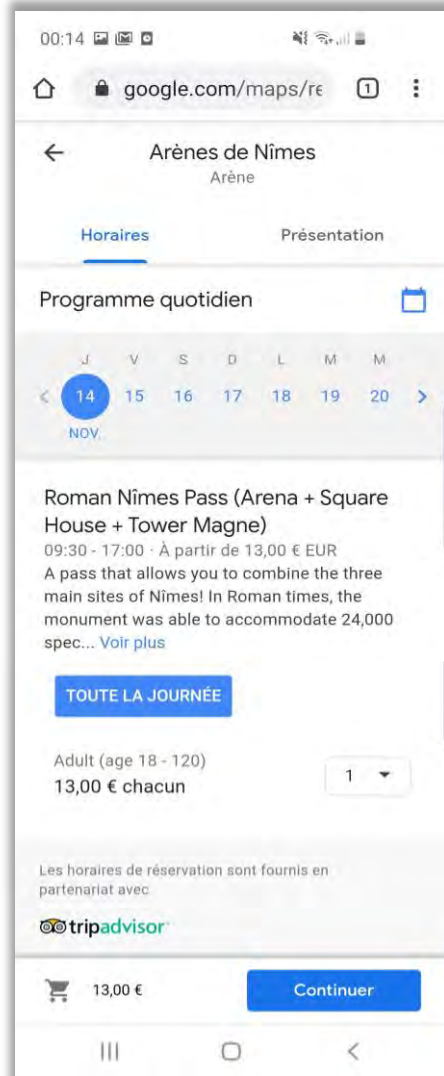 00:14
google.com/maps/re
1
Arènes de Nîmes
Arène
Horaires
Présentation
Programme quotidien
J V S D L M M
< 14 15 16 17 18 19 20 >
NOV.
Roman Nîmes Pass (Arena + Square
House + Tower Magne)
09:30 - 17:00 · À partir de 13,00 € EUR
A pass that allows you to combine the three
main sites of Nîmes! In Roman times, the
monument was able to accommodate 24,000
spec... Voir plus
TOUTE LA JOURNÉE
Adult (age 18 - 120)
13,00 € chacun
1
Les horaires de réservation sont fournis en
partenariat avec
tripadvisor
13,00 €
Continuer